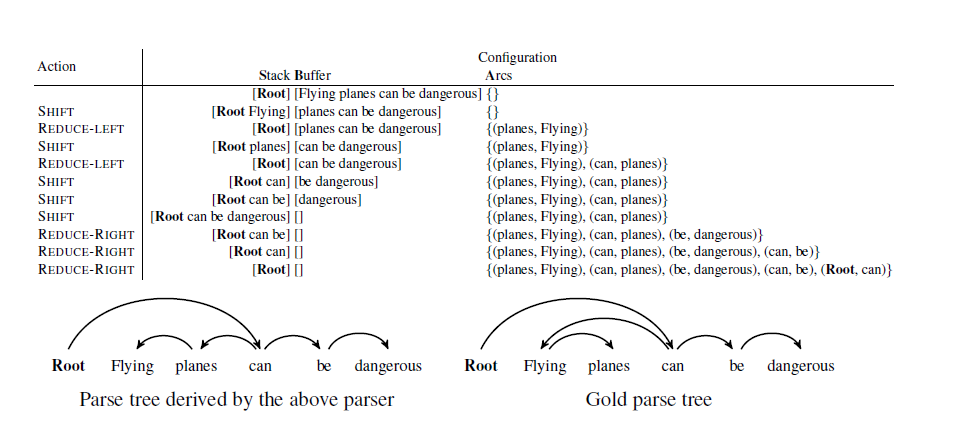 Configuration
Action
Stack Buffer Arcs
[Root] [Flying planes can be dangerous] {}
SHIFT [Root Flying] [planes can be dangerous] {}
REDUCE-LEFT [Root] [planes can be dangerous] {(planes, Flying)}
SHIFT [Root planes] [can be dangerous] {(planes, Flying)}
REDUCE-LEFT [Root] [can be dangerous] {(planes, Flying), (can, planes)}
SHIFT [Root can] [be dangerous] {(planes, Flying), (can, planes)}
SHIFT [Root can be] [dangerous] {(planes, Flying), (can, planes)}
SHIFT [Root can be dangerous] [] {(planes, Flying), (can, planes)}
REDUCE-RIGHT [Root can be] [] {(planes, Flying), (can, planes), (be, dangerous)}
REDUCE-RIGHT [Root can] [] {(planes, Flying), (can, planes), (be, dangerous), (can, be)}
REDUCE-RIGHT [Root] [] {(planes, Flying), (can, planes), (be, dangerous), (can, be), (Root, can)}
Root Flying planes can be dangerous
Parse tree derived by the above parser
Root Flying planes can be dangerous
Gold parse tree